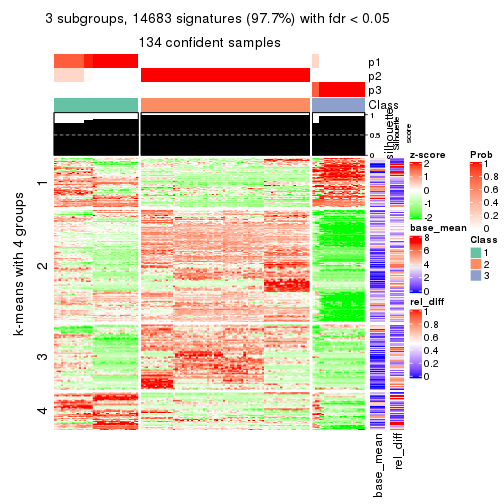 3 subgroups, 14683 signatures (97.7%) with fdr < 0.05
134 confident samples
p1
p2
p3
Class
1
0.5
0
silhouette
Silhouette
score
k-means with 4 groups
1
2
3
4
base_mean
rel_diff
z-score
2
1
0
-1
-2
base_mean
8
6
4
2
0
rel_diff
1
0.8
0.6
0.4
0.2
0
Prob
1
0.8
0.6
0.4
0.2
0
Class
1
2
3